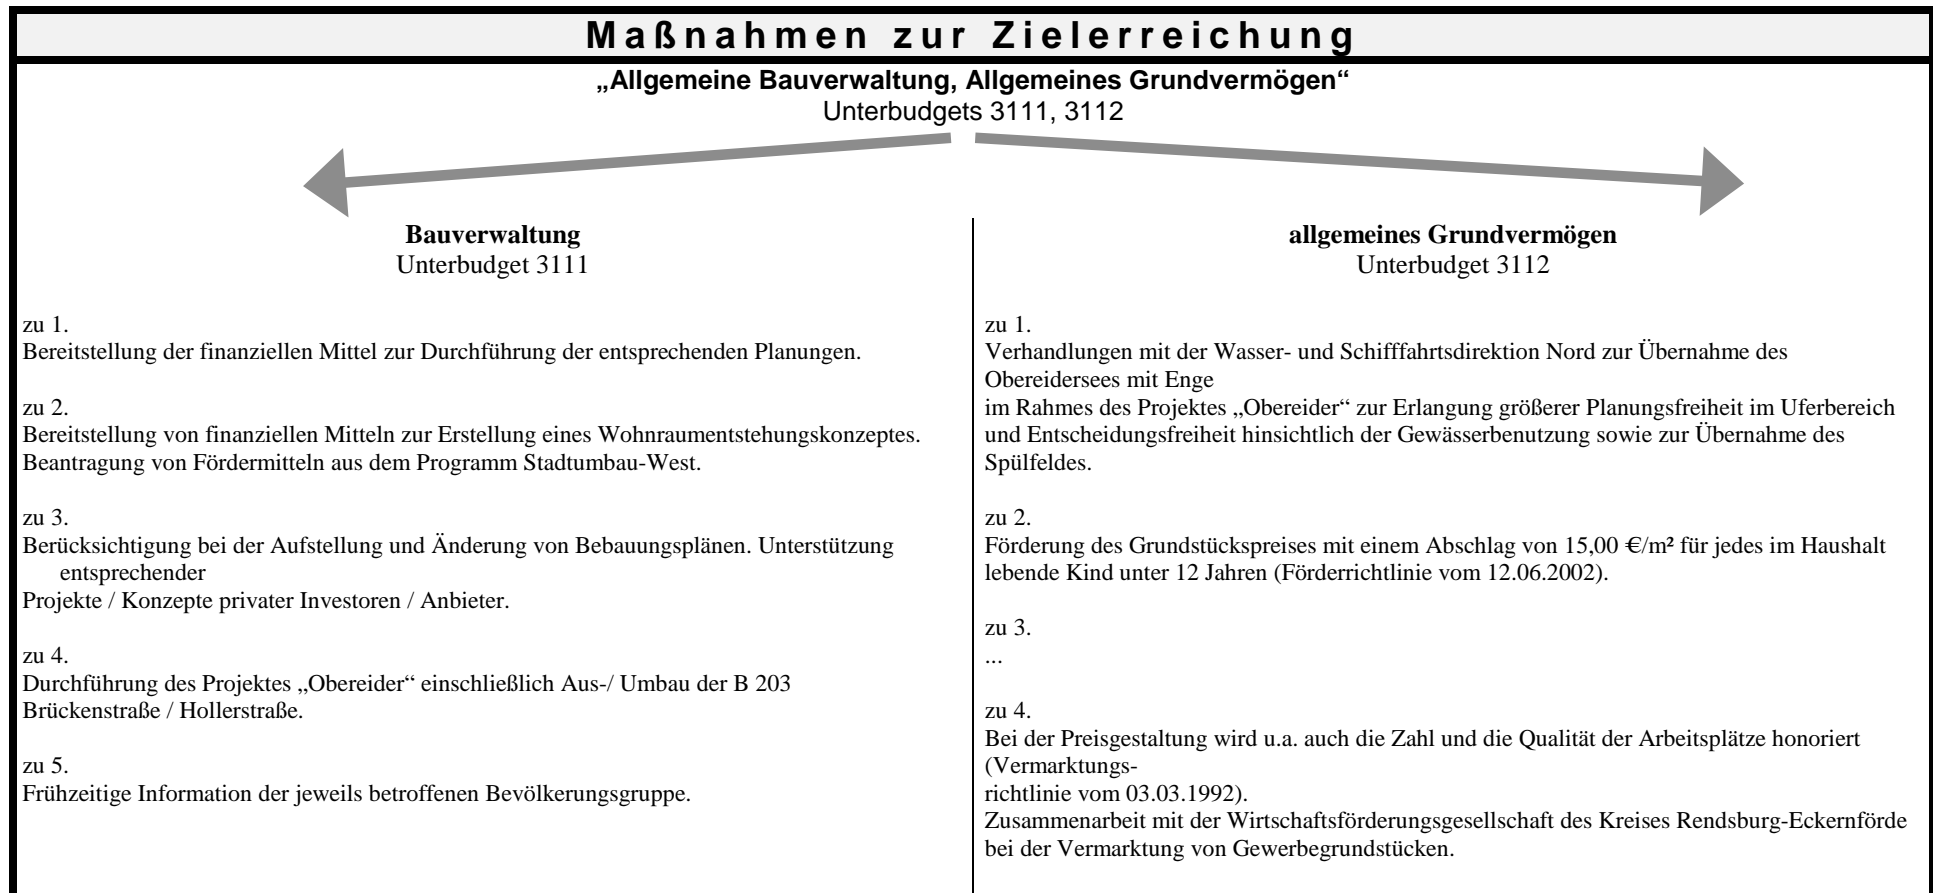 Maßnahmen zur Zielerreichung
„Allgemeine Bauverwaltung, Allgemeines Grundvermögen“
Unterbudgets 3111, 3112
Bauverwaltung
Unterbudget 3111
zu 1.
Bereitstellung der finanziellen Mittel zur Durchführung der entsprechenden Planungen.
zu 2.
Bereitstellung von finanziellen Mitteln zur Erstellung eines Wohnraumentstehungskonzeptes.
Beantragung von Fördermitteln aus dem Programm Stadtumbau-West.
zu 3.
Berücksichtigung bei der Aufstellung und Änderung von Bebauungsplänen. Unterstützung
entsprechender
Projekte / Konzepte privater Investoren / Anbieter.
zu 4.
Durchführung des Projektes „Obereider“ einschließlich Aus-/ Umbau der B 203
Brückenstraße / Hollerstraße.
zu 5.
Frühzeitige Information der jeweils betroffenen Bevölkerungsgruppe.
allgemeines Grundvermögen
Unterbudget 3112
zu 1.
Verhandlungen mit der Wasser- und Schifffahrtsdirektion Nord zur Übernahme des
Obereidersees mit Enge
im Rahmes des Projektes „Obereider“ zur Erlangung größerer Planungsfreiheit im Uferbereich
und Entscheidungsfreiheit hinsichtlich der Gewässerbenutzung sowie zur Übernahme des
Spülfeldes.
zu 2.
Förderung des Grundstückspreises mit einem Abschlag von 15,00 €/m² für jedes im Haushalt
lebende Kind unter 12 Jahren (Förderrichtlinie vom 12.06.2002).
zu 3.
...
zu 4.
Bei der Preisgestaltung wird u.a. auch die Zahl und die Qualität der Arbeitsplätze honoriert
(Vermarktungs-
richtlinie vom 03.03.1992).
Zusammenarbeit mit der Wirtschaftsförderungsgesellschaft des Kreises Rendsburg-Eckernförde
bei der Vermarktung von Gewerbegrundstücken.